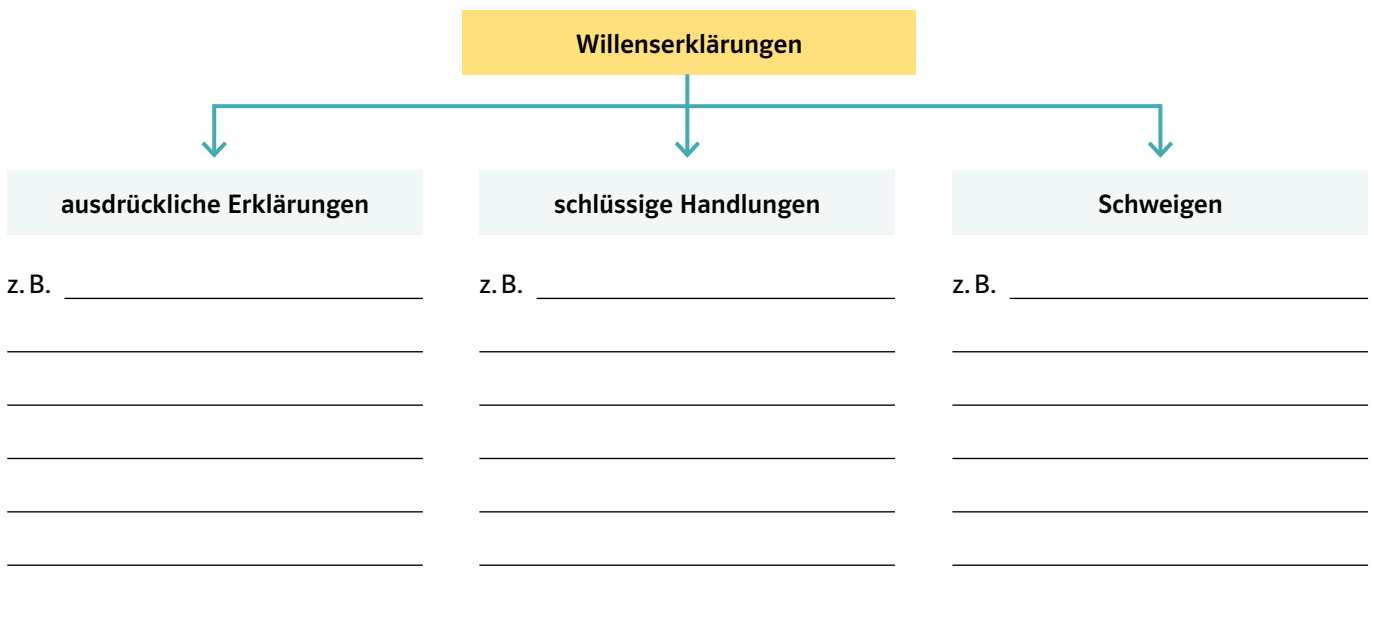 Willenserklärungen
ausdrückliche Erklärungen
schlüssige Handlungen
Schweigen
z. B.
z. B.
z. B.